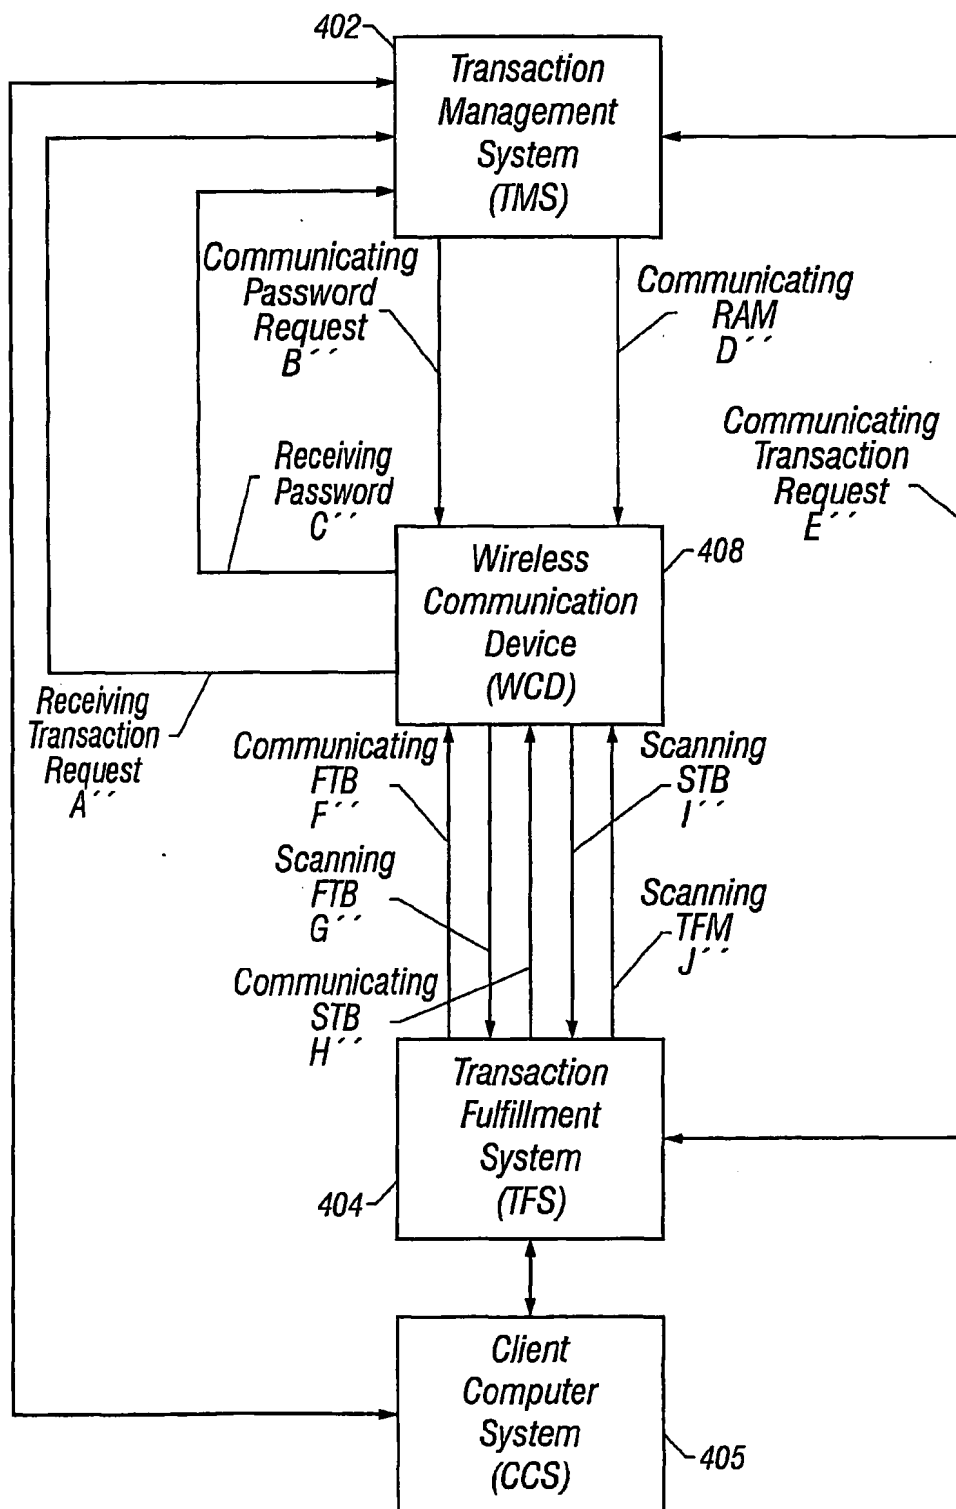 402
Transaction
Management
System
(TMS)
Communicating
Password
Request
B´´
Communicating
RAM
D´´
Communicating
Transaction
Request
E´´
Receiving
Password
C´´
Wireless
Communication
Device
(WCD)
408
Receiving
Transaction
Request
A´´
Communicating
FTB
F´´
Scanning
STB
I´´
Scanning
FTB
G´´
Scanning
TFM
J´´
Communicating
STB
H´´
Transaction
Fulfillment
System
(TFS)
404
Client
Computer
System
(CCS)
405